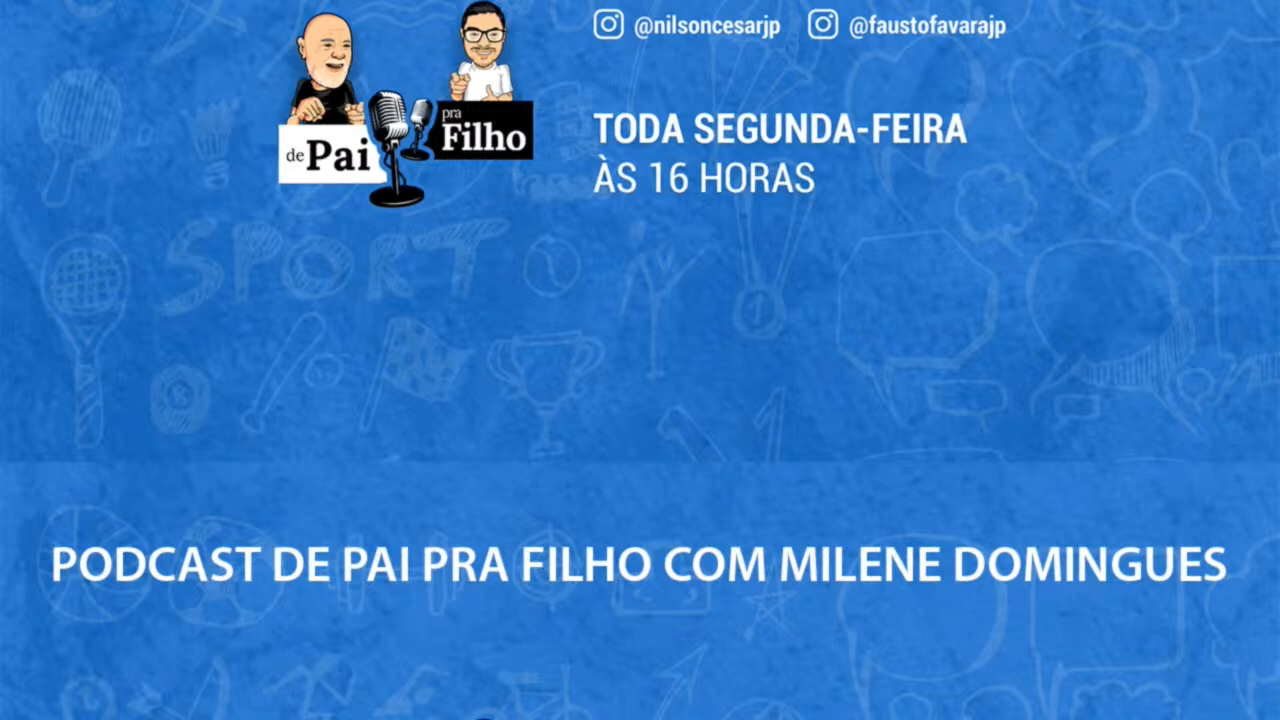 @nilsoncesarjp @faustofavarajp
de Pai
pra
Filho
TODA SEGUNDA-FEIRA
ÀS 16 HORAS
SPORT
PODCAST DE PAI PRA FILHO COM MILENE DOMINGUES